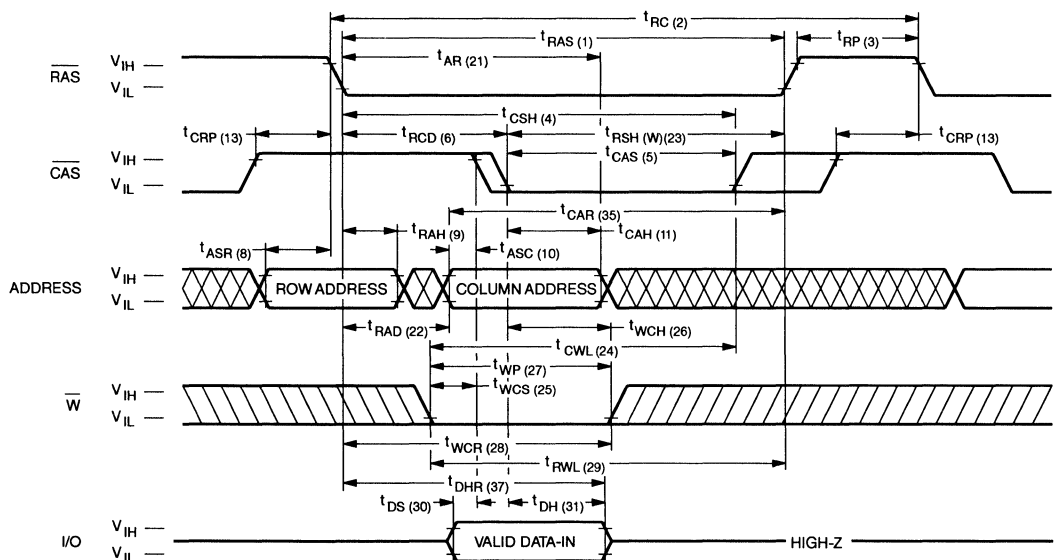 tRC (2)
tRAS (1)
tRP (3)
tAR (21)
RAS
VIH
VIL
tCSH (4)
tCRP (13)
tRCD (6)
tRSH (W)(23)
tCRP (13)
tCAS (5)
CAS
VIH
VIL
tCAR (35)
tRAH (9)
tCAH (11)
tASR (8)
tASC (10)
ADDRESS
VIH
VIL
ROW ADDRESS
COLUMN ADDRESS
tRAD (22)
tWCH (26)
tCWL (24)
tWP (27)
tWCS (25)
W
VIH
VIL
tWCR (28)
tRWL (29)
tDHR (37)
tDS (30)
tDH (31)
I/O
VIH
VIL
VALID DATA-IN
HIGH-Z